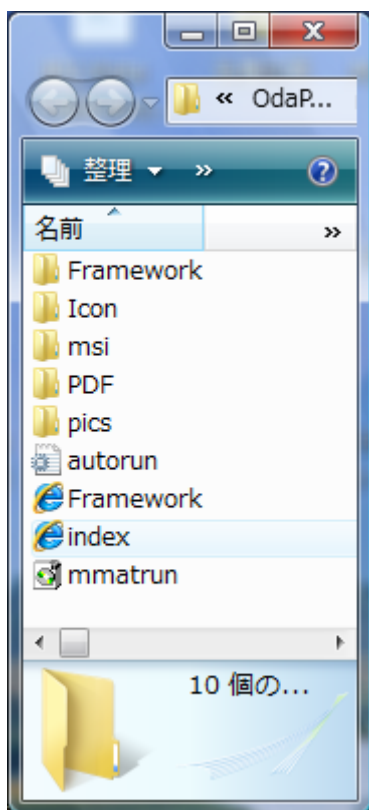 « OdaP...
整理 »
名前 »
Framework
Icon
msi
PDF
pics
autorun
Framework
index
mmatrun
10 個の...